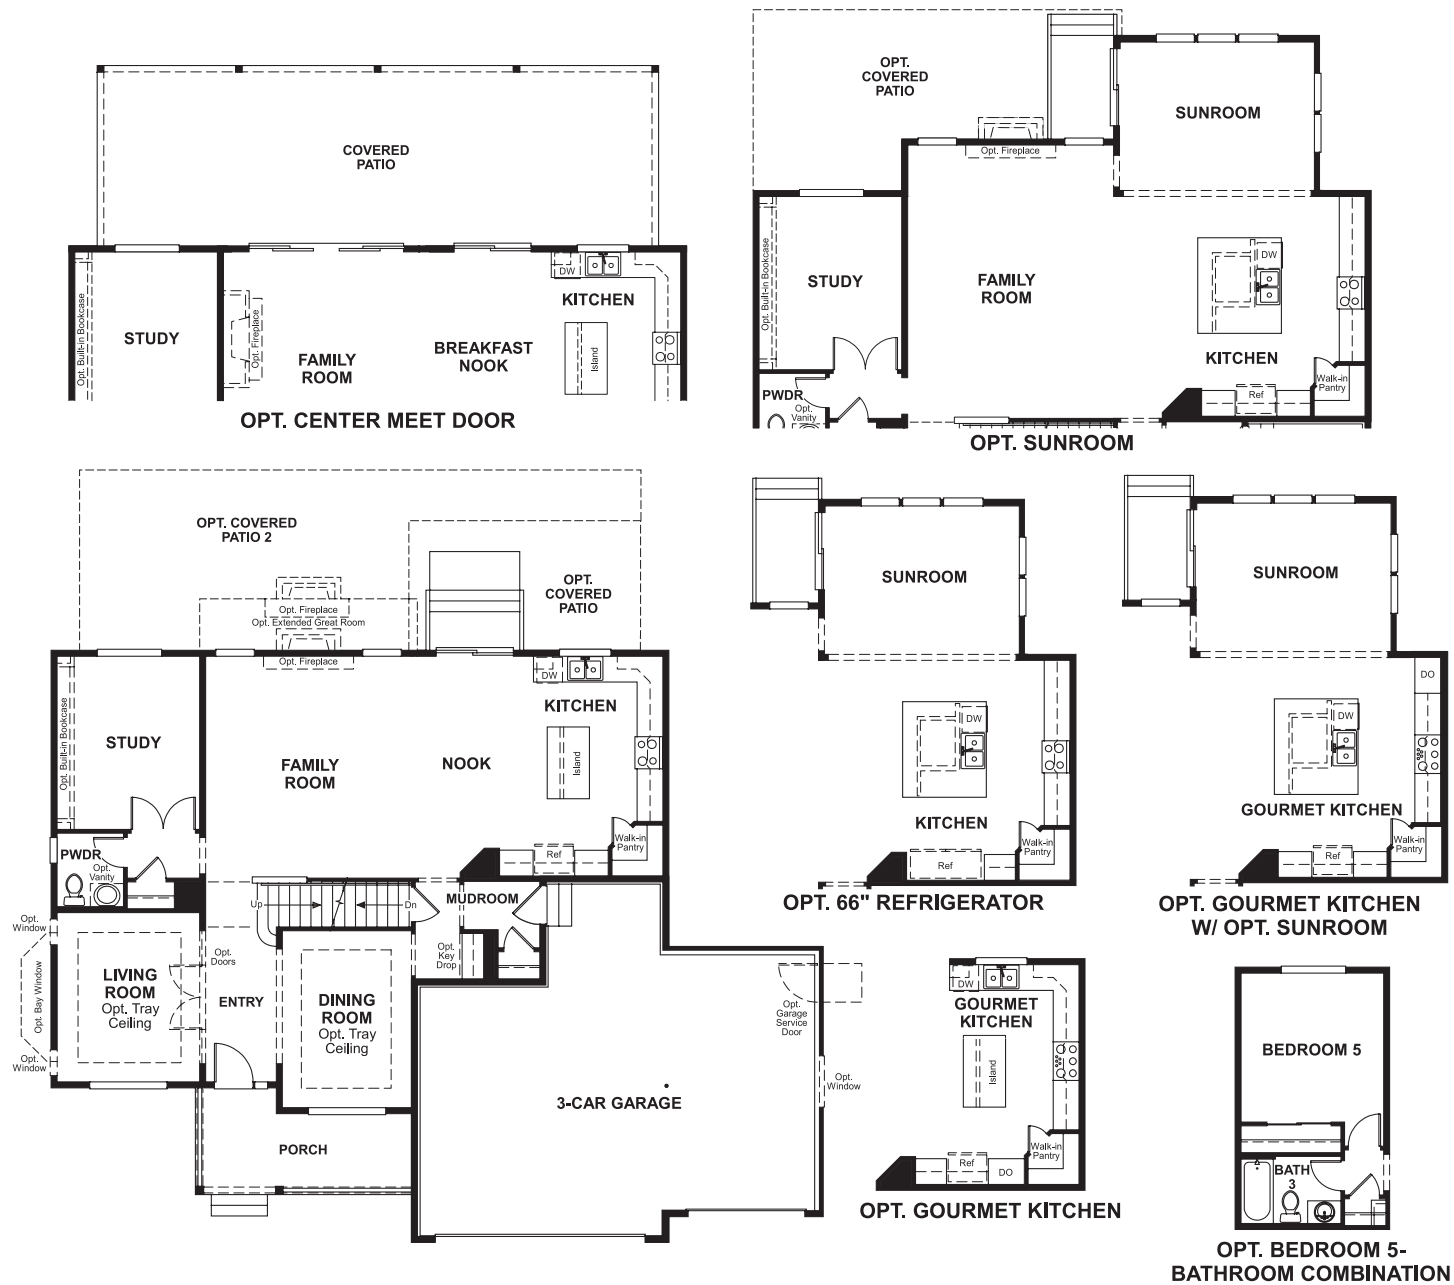 COVERED
PATIO
Opt. Built-in Bookcase
STUDY
Opt. Fireplace
FAMILY
ROOM
BREAKFAST
NOOK
DW
KITCHEN
Island
OPT. CENTER MEET DOOR
OPT.
COVERED
PATIO
SUNROOM
Opt. Fireplace
Opt. Built-in Bookcase
STUDY
FAMILY
ROOM
DW
KITCHEN
PWDR
Opt.
Vanity
Ref
Walk-in
Pantry
OPT. SUNROOM
OPT. COVERED
PATIO 2
OPT.
COVERED
PATIO
Opt. Fireplace
Opt. Extended Great Room
Opt. Fireplace
Opt. Built-in Bookcase
STUDY
FAMILY
ROOM
NOOK
DW
KITCHEN
Island
PWDR
Opt.
Vanity
Ref
Walk-in
Pantry
Up
Dn
MUDROOM
Opt.
Key
Drop
Opt.
Window
Opt. Bay Window
Opt.
Window
LIVING
ROOM
Opt. Tray
Ceiling
Opt.
Doors
ENTRY
DINING
ROOM
Opt. Tray
Ceiling
Opt.
Garage
Service
Door
Opt.
Window
3-CAR GARAGE
PORCH
SUNROOM
DW
KITCHEN
Ref
Walk-in
Pantry
OPT. 66" REFRIGERATOR
SUNROOM
DO
DW
GOURMET KITCHEN
Ref
Walk-in
Pantry
OPT. GOURMET KITCHEN
W/ OPT. SUNROOM
DW
GOURMET
KITCHEN
Island
Walk-in
Pantry
Ref
DO
OPT. GOURMET KITCHEN
BEDROOM 5
BATH
3
OPT. BEDROOM 5-
BATHROOM COMBINATION